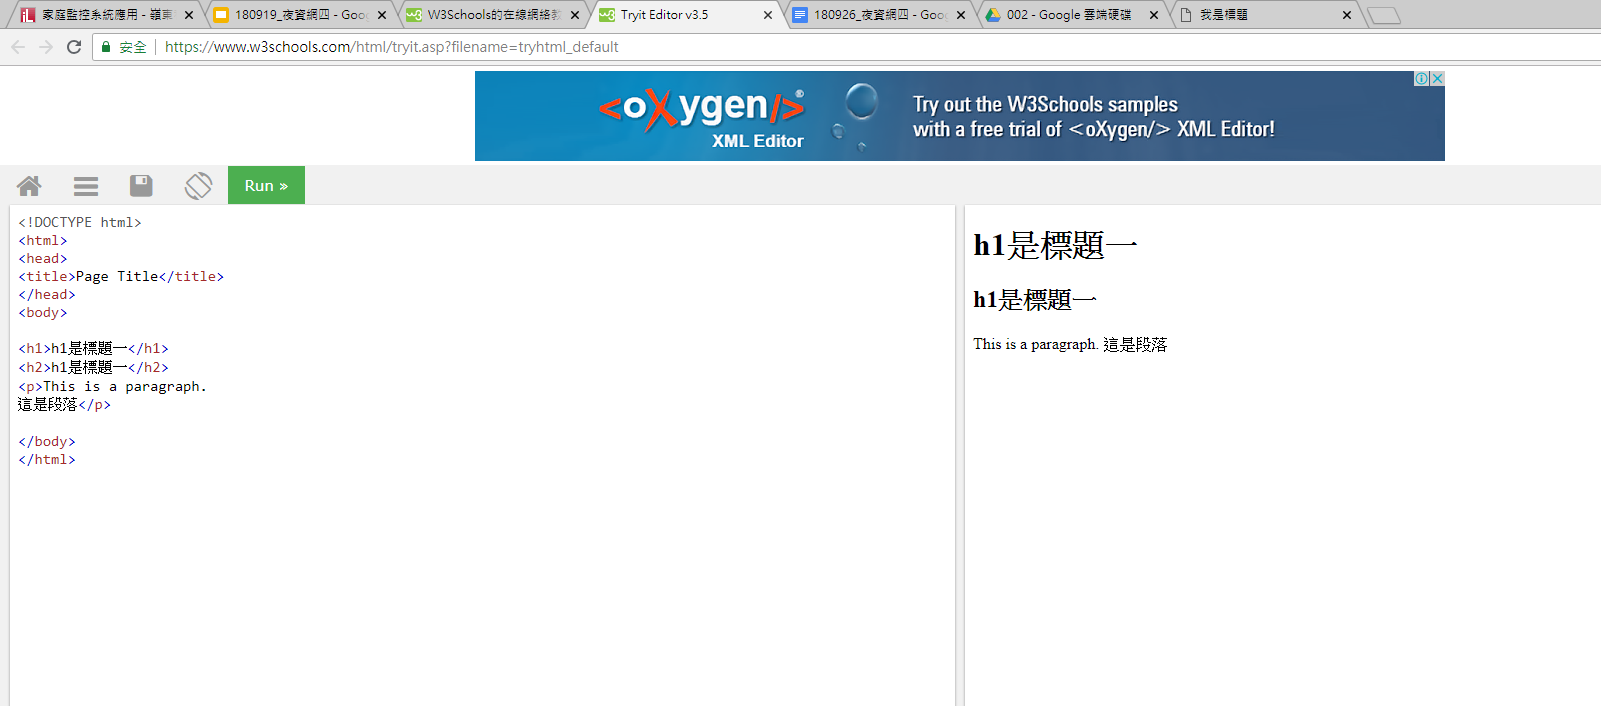 家庭監控系統應用 - 嶺東
180919_夜資網四 - Goo
W3Schools的在線網絡教
Tryit Editor v3.5
180926_夜資網四 - Goo
002 - Google 雲端硬碟
我是標題
安全
https://www.w3schools.com/html/tryit.asp?filename=tryhtml_default
<oXygen/>®
XML Editor
Try out the W3Schools samples
with a free trial of <oXygen/> XML Editor!
Run »
<!DOCTYPE html>
<html>
<head>
<title>Page Title</title>
</head>
<body>
<h1>h1是標題一</h1>
<h2>h1是標題一</h2>
<p>This is a paragraph.
這是段落</p>
</body>
</html>
h1是標題一
h1是標題一
This is a paragraph. 這是段落